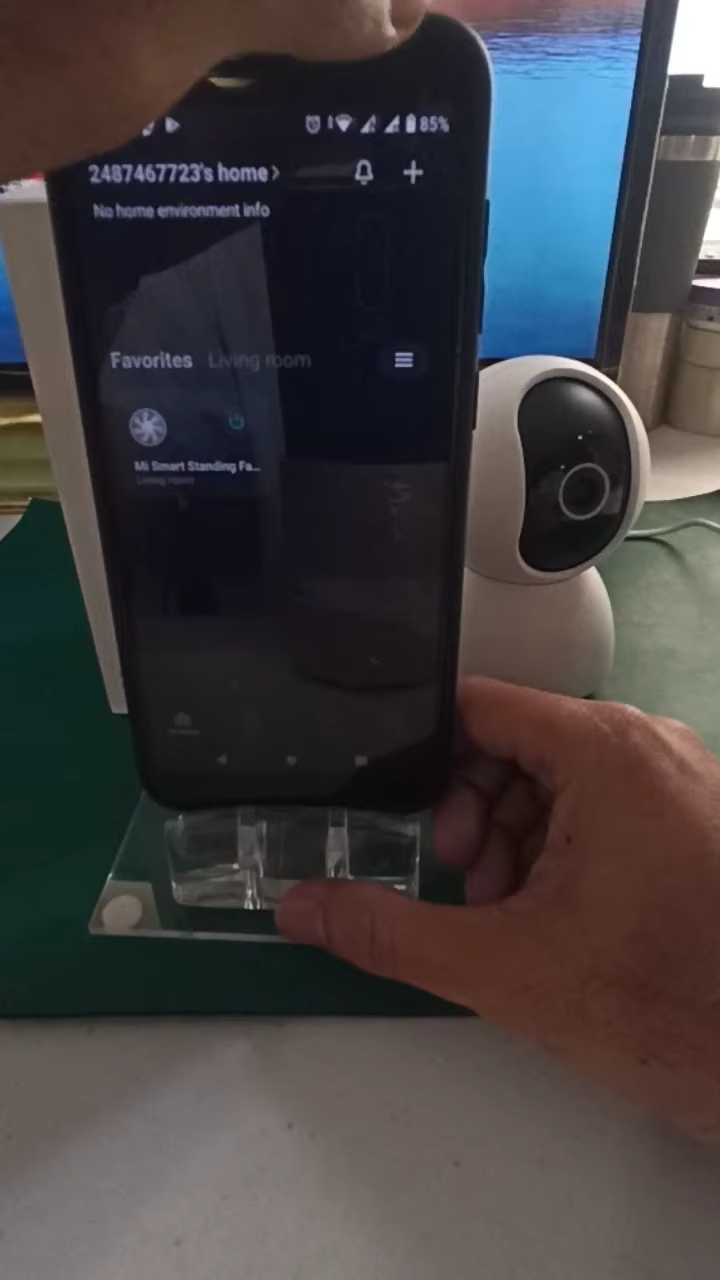 85%
2487467723's home >
No home environment info
Favorites Living room
Mi Smart Standing Fa...
Living room